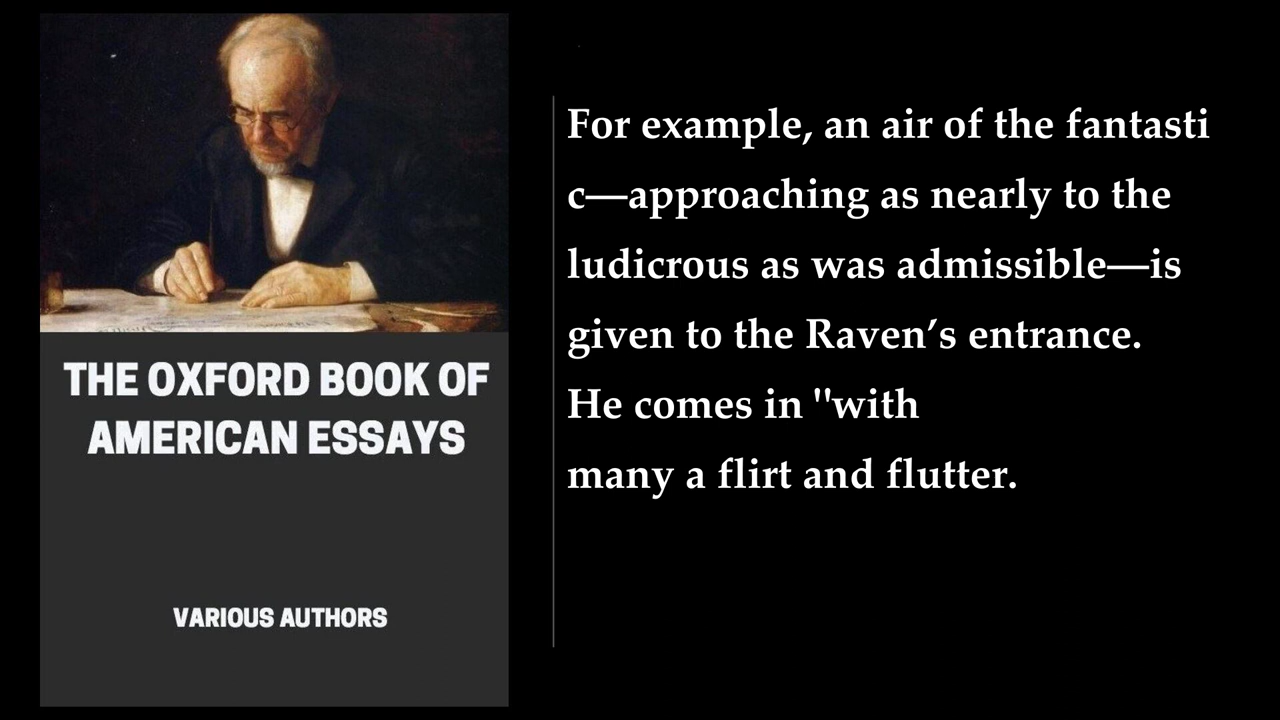 THE OXFORD BOOK OF
AMERICAN ESSAYS
VARIOUS AUTHORS
For example, an air of the fantasti
c—approaching as nearly to the
ludicrous as was admissible—is
given to the Raven’s entrance.
He comes in "with
many a flirt and flutter.